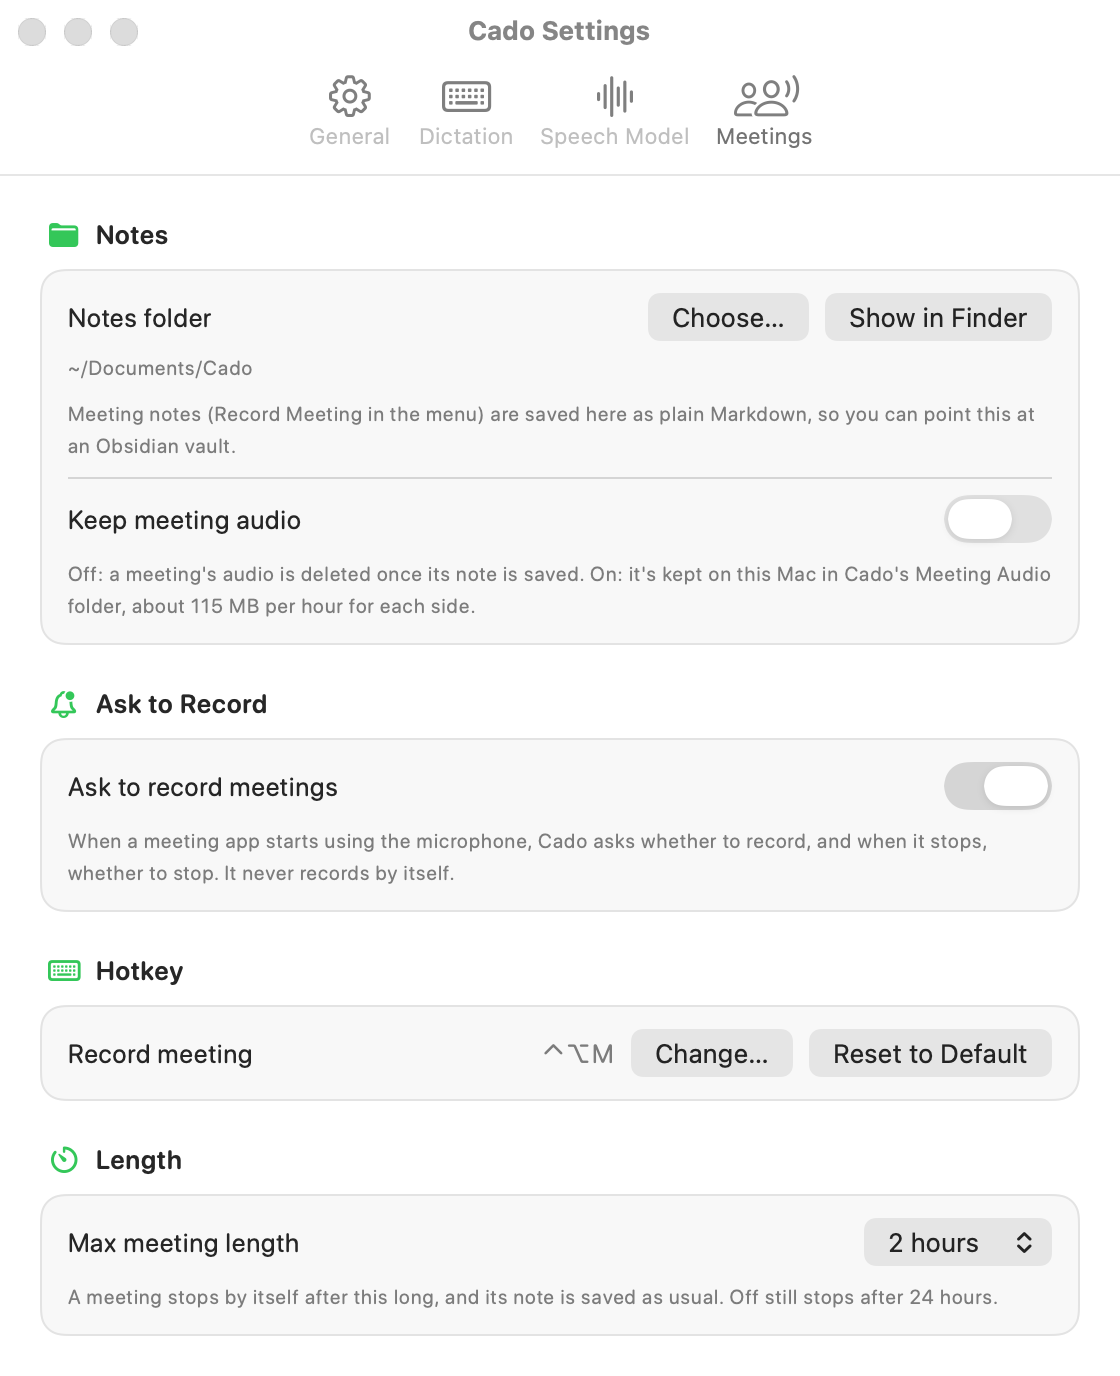 Cado Settings
General
Dictation
Speech Model
Meetings
Notes
Notes folder
Choose...
Show in Finder
~/Documents/Cado
Meeting notes (Record Meeting in the menu) are saved here as plain Markdown, so you can point this at
an Obsidian vault.
Keep meeting audio
Off: a meeting's audio is deleted once its note is saved. On: it's kept on this Mac in Cado's Meeting Audio
folder, about 115 MB per hour for each side.
Ask to Record
Ask to record meetings
When a meeting app starts using the microphone, Cado asks whether to record, and when it stops,
whether to stop. It never records by itself.
Hotkey
Record meeting
⌃⌥M
Change...
Reset to Default
Length
Max meeting length
2 hours
A meeting stops by itself after this long, and its note is saved as usual. Off still stops after 24 hours.